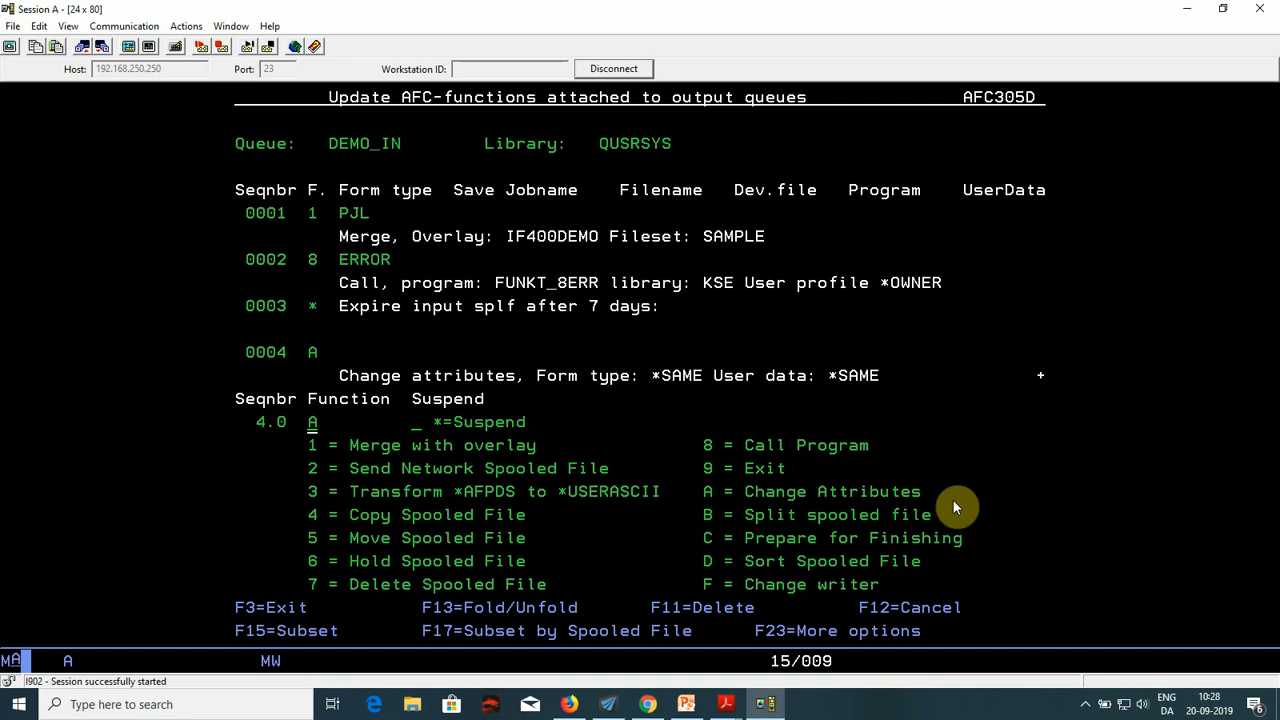 Session A - [24 x 80]
File Edit View Communication Actions Window Help
Host: 192.168.250.250 Port: 23 Workstation ID: Disconnect
Update AFC-functions attached to output queues AFC305D
Queue: DEMO_IN Library: QUSRSYS
Seqnbr F. Form type Save Jobname Filename Dev.file Program UserData
0001 1 PJL
Merge, Overlay: IF400DEMO Fileset: SAMPLE
0002 8 ERROR
Call, program: FUNKT_8ERR library: KSE User profile *OWNER
0003 * Expire input splf after 7 days:
0004 A
Change attributes, Form type: *SAME User data: *SAME +
Seqnbr Function Suspend
4.0 A _ *=Suspend
1 = Merge with overlay 8 = Call Program
2 = Send Network Spooled File 9 = Exit
3 = Transform *AFPDS to *USERASCII A = Change Attributes
4 = Copy Spooled File B = Split spooled file
5 = Move Spooled File C = Prepare for Finishing
6 = Hold Spooled File D = Sort Spooled File
7 = Delete Spooled File F = Change writer
F3=Exit F13=Fold/Unfold F11=Delete F12=Cancel
F15=Subset F17=Subset by Spooled File F23=More options
MA A MW 15/009
I902 - Session successfully started
Type here to search ENG 10:28
DA 20-09-2019 6